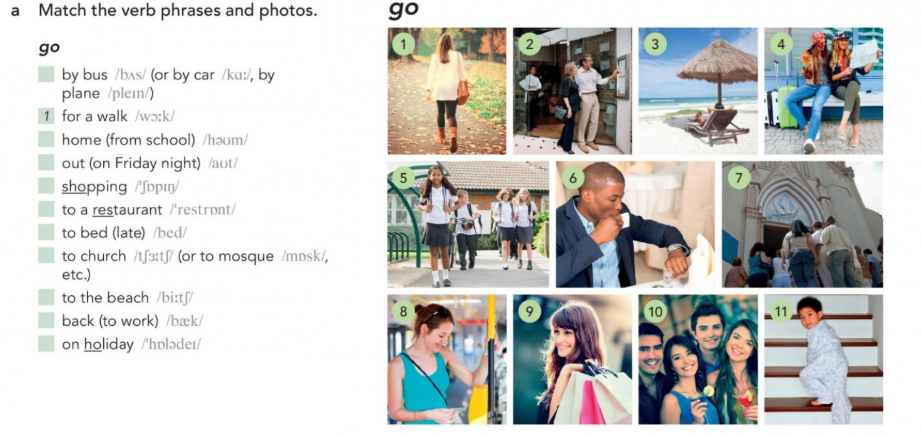 a Match the verb phrases and photos.
go
by bus /bʌs/ (or by car /kɑː/, by
plane /pleɪn/)
1 for a walk /wɔːk/
home (from school) /həʊm/
out (on Friday night) /aʊt/
shopping /ˈʃɒpɪŋ/
to a restaurant /ˈrestrɒnt/
to bed (late) /bed/
to church /tʃɜːtʃ/ (or to mosque /mɒsk/,
etc.)
to the beach /biːtʃ/
back (to work) /bæk/
on holiday /ˈhɒlədeɪ/
go
1 2 3 4
5 6 7
8 9 10 11